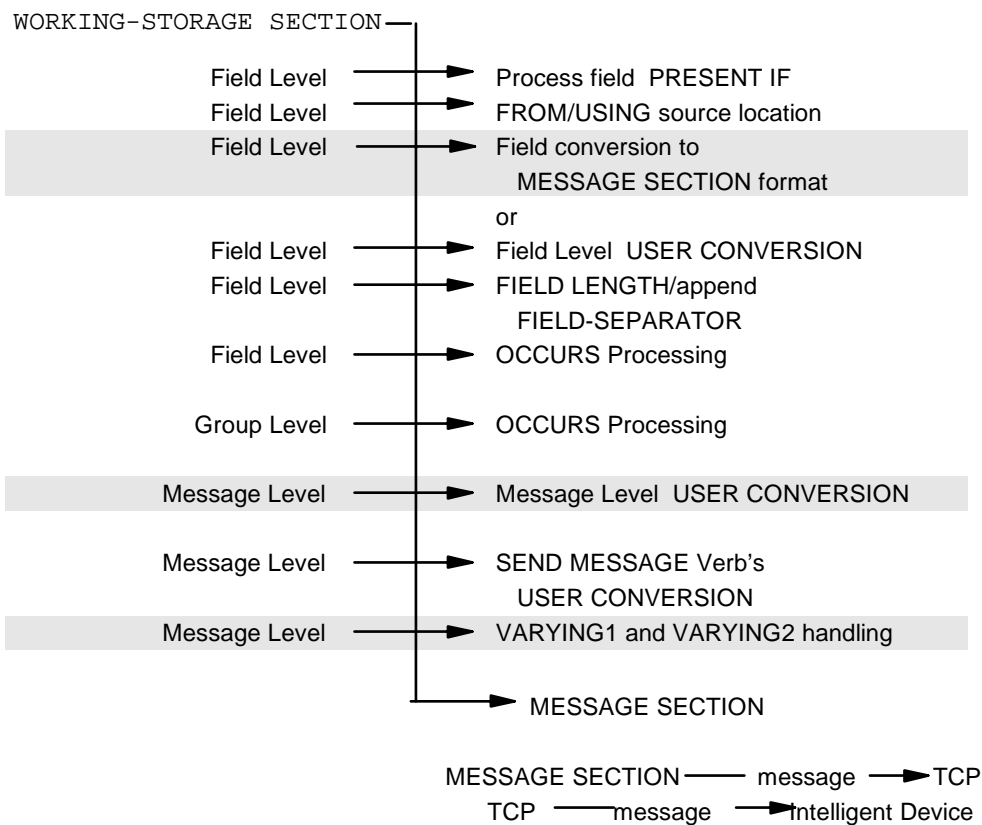 WORKING-STORAGE SECTION
Field Level Process field PRESENT IF
Field Level FROM/USING source location
Field Level Field conversion to
MESSAGE SECTION format
or
Field Level Field Level USER CONVERSION
Field Level FIELD LENGTH/append
FIELD-SEPARATOR
Field Level OCCURS Processing
Group Level OCCURS Processing
Message Level Message Level USER CONVERSION
Message Level SEND MESSAGE Verb's
USER CONVERSION
Message Level VARYING1 and VARYING2 handling
MESSAGE SECTION
MESSAGE SECTION message TCP
TCP message Intelligent Device